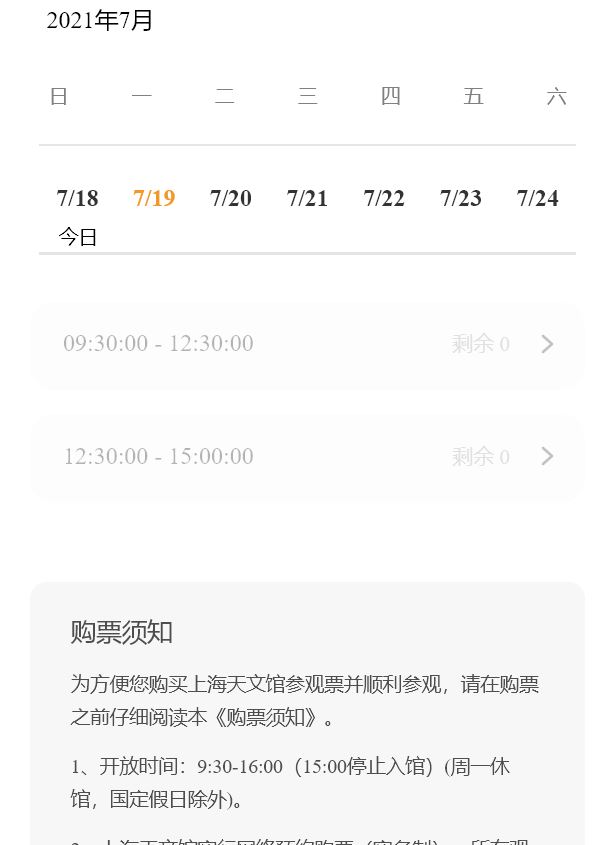 2021年7月
日 一 二 三 四 五 六
7/18 7/19 7/20 7/21 7/22 7/23 7/24
今日
09:30:00 - 12:30:00 剩余 0
12:30:00 - 15:00:00 剩余 0
购票须知
为方便您购买上海天文馆参观票并顺利参观，请在购票
之前仔细阅读本《购票须知》。
1、开放时间：9:30-16:00（15:00停止入馆）(周一休
馆，国定假日除外)。